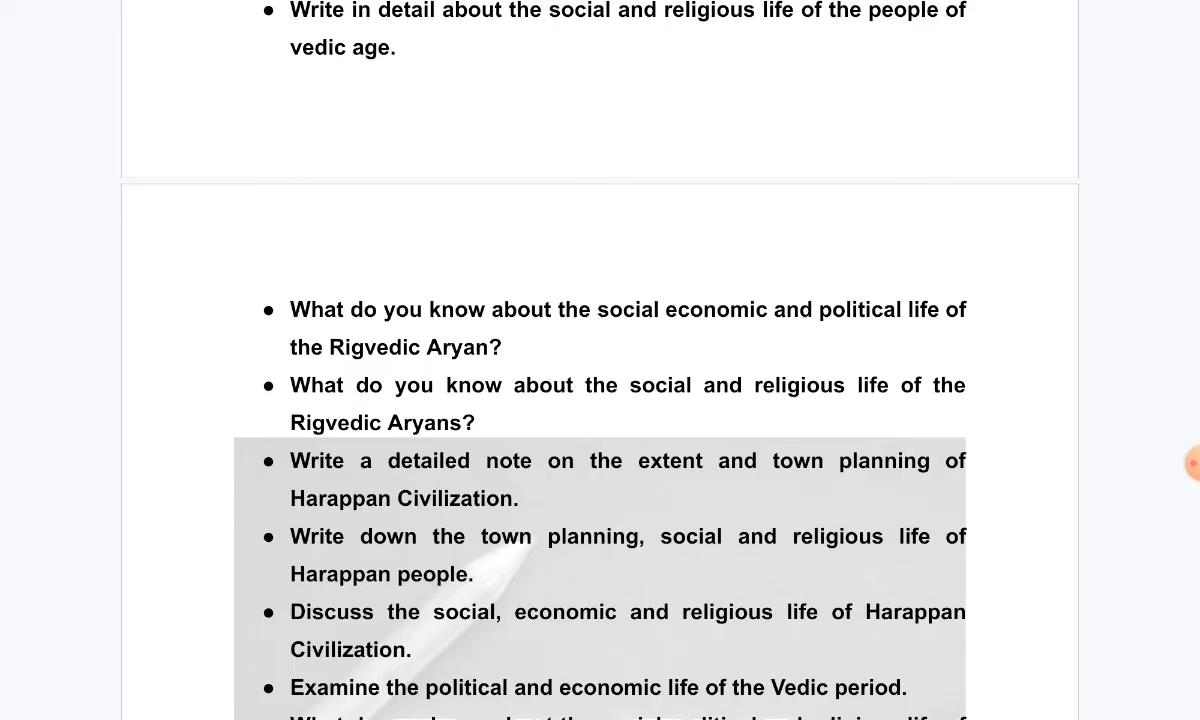 ● Write in detail about the social and religious life of the people of
vedic age.
● What do you know about the social economic and political life of
the Rigvedic Aryan?
● What do you know about the social and religious life of the
Rigvedic Aryans?
● Write a detailed note on the extent and town planning of
Harappan Civilization.
● Write down the town planning, social and religious life of
Harappan people.
● Discuss the social, economic and religious life of Harappan
Civilization.
● Examine the political and economic life of the Vedic period.